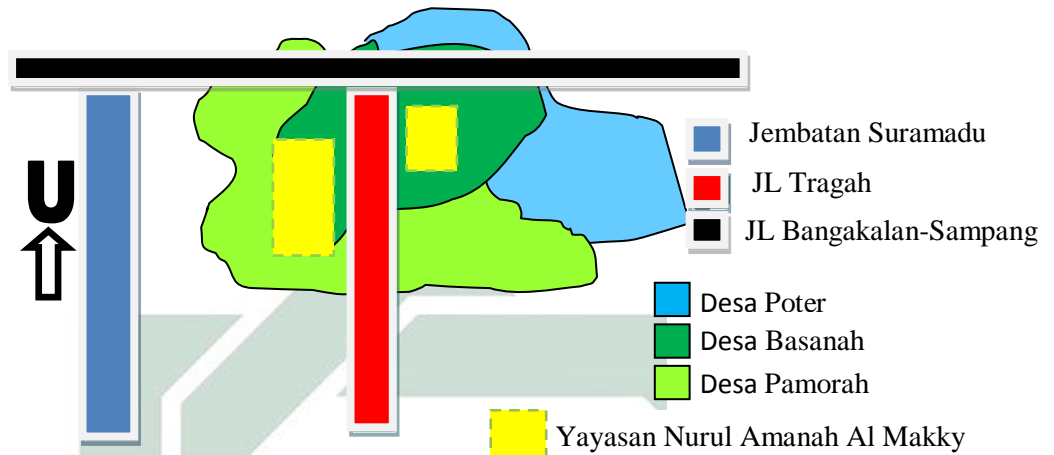 U
Jembatan Suramadu
JL Tragah
JL Bangakalan-Sampang
Desa Poter
Desa Basanah
Desa Pamorah
Yayasan Nurul Amanah Al Makky